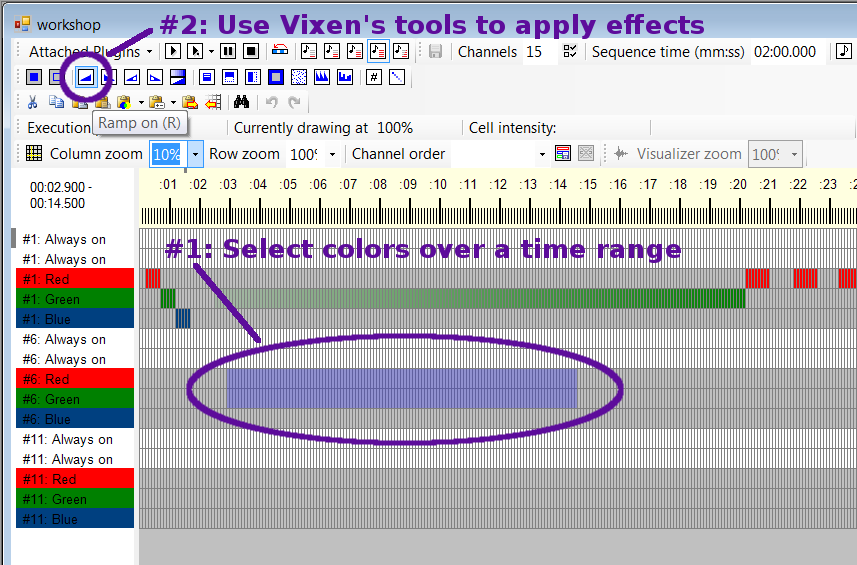 workshop
#2: Use Vixen's tools to apply effects
Attached Plugins
Channels 15
Sequence time (mm:ss) 02:00.000
Ramp on (R)
Execution
Currently drawing at 100%
Cell intensity:
Column zoom 10%
Row zoom 100%
Channel order
Visualizer zoom 100%
00:02.900 -
00:14.500
:01 :02 :03 :04 :05 :06 :07 :08 :09 :10 :11 :12 :13 :14 :15 :16 :17 :18 :19 :20 :21 :22 :23
#1: Select colors over a time range
#1: Always on
#1: Always on
#1: Red
#1: Green
#1: Blue
#6: Always on
#6: Always on
#6: Red
#6: Green
#6: Blue
#11: Always on
#11: Always on
#11: Red
#11: Green
#11: Blue